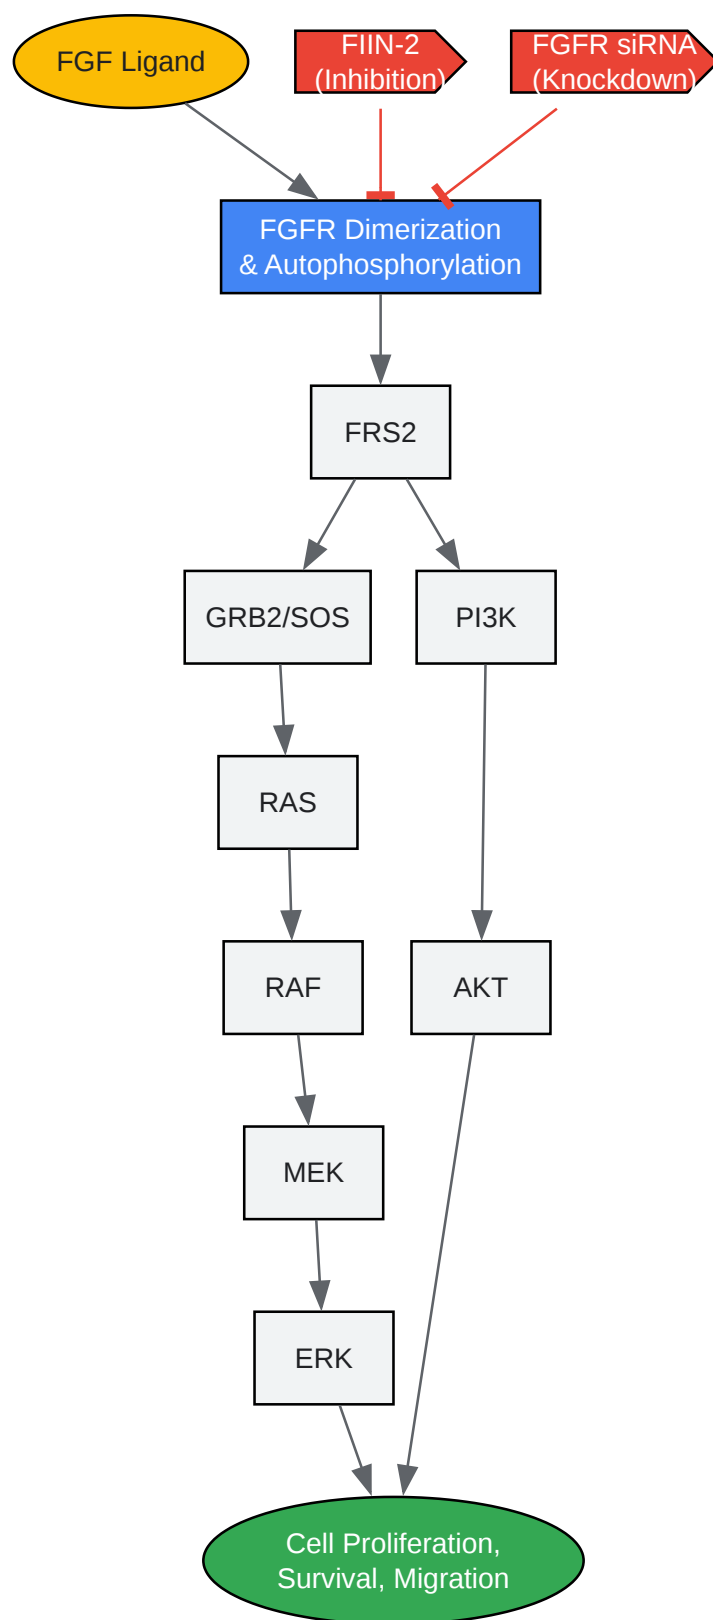 FGF Ligand
FIIN-2
(Inhibition)
FGFR siRNA
(Knockdown)
FGFR Dimerization
& Autophosphorylation
FRS2
GRB2/SOS
PI3K
RAS
RAF
AKT
MEK
ERK
Cell Proliferation,
Survival, Migration